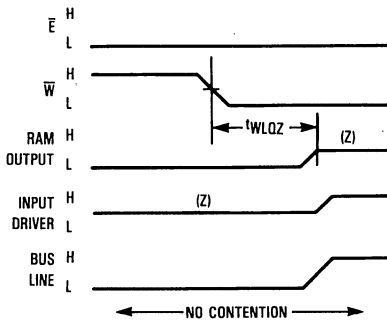 E̅ H
L
W̅ H
L
tWLQZ
RAM OUTPUT H (Z)
L
INPUT DRIVER H (Z)
L
BUS LINE H
L
NO CONTENTION